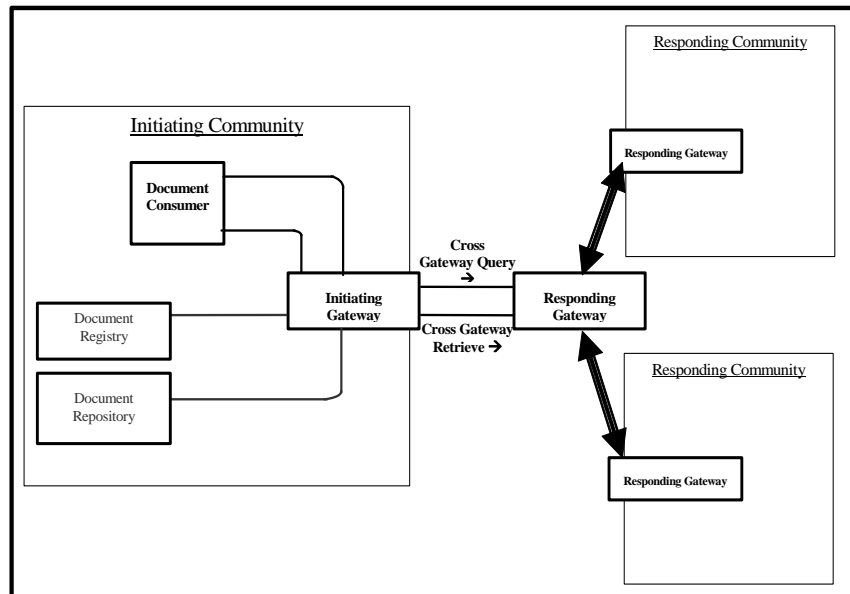 Responding Community
Responding Gateway
Initiating Community
Document
Consumer
Cross
Gateway Query
→
Initiating
Gateway
Responding
Gateway
Cross Gateway
Retrieve →
Document
Registry
Document
Repository
Responding Community
Responding Gateway